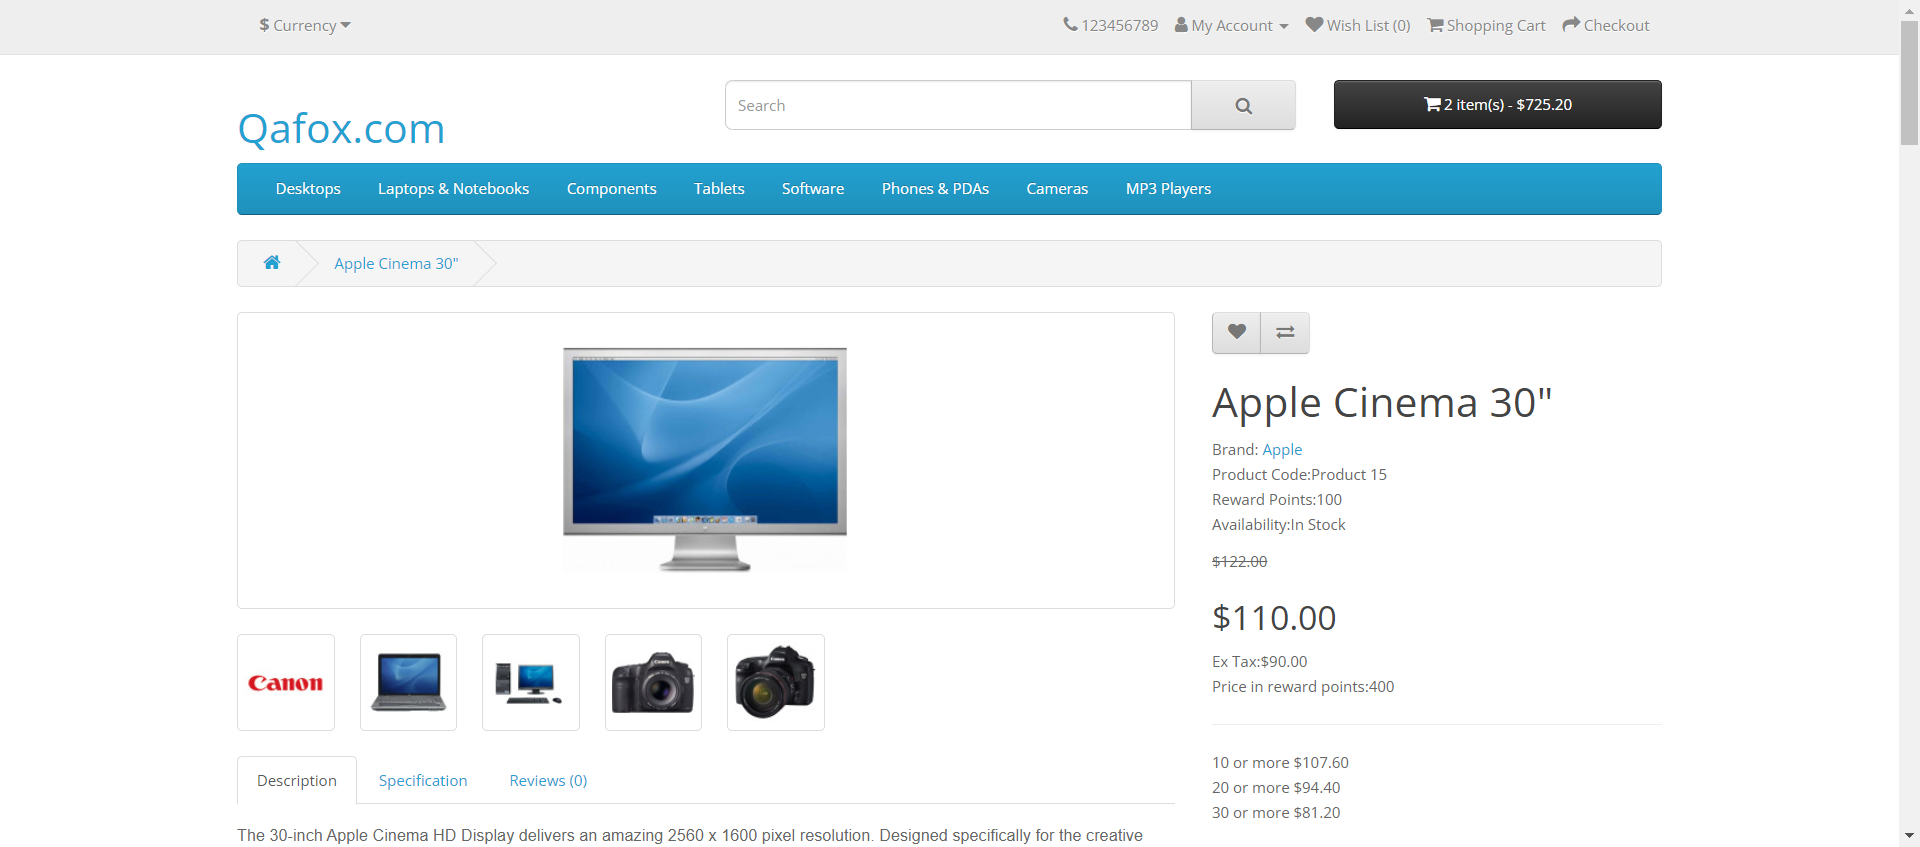 $ Currency
123456789 My Account Wish List (0) Shopping Cart Checkout
Search
2 item(s) - $725.20
Qafox.com
Desktops Laptops & Notebooks Components Tablets Software Phones & PDAs Cameras MP3 Players
Apple Cinema 30"
Apple Cinema 30"
Brand: Apple
Product Code:Product 15
Reward Points:100
Availability:In Stock
$122.00
$110.00
Ex Tax:$90.00
Price in reward points:400
10 or more $107.60
20 or more $94.40
30 or more $81.20
Canon
Description Specification Reviews (0)
The 30-inch Apple Cinema HD Display delivers an amazing 2560 x 1600 pixel resolution. Designed specifically for the creative